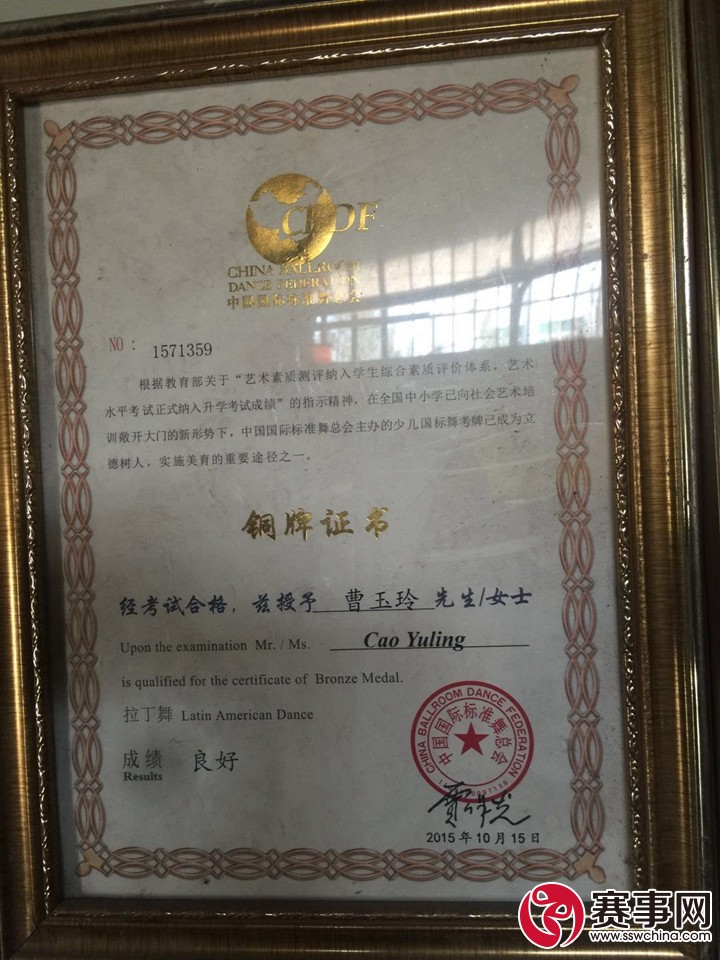 CBDF
CHINA BALLROOM
DANCE FEDERATION
中国国际标准舞总会
NO： 1571359
根据教育部关于“艺术素质测评纳入学生综合素质评价体系，艺术
水平考试正式纳入升学考试成绩”的指示精神，在全国中小学已向社会艺术培
训敞开大门的新形势下，中国国际标准舞总会主办的少儿国标舞考牌已成为立
德树人，实施美育的重要途径之一。
铜牌证书
经考试合格，兹授予 曹玉玲 先生/女士
Upon the examination Mr. / Ms. Cao Yuling
is qualified for the certificate of Bronze Medal.
拉丁舞 Latin American Dance
成绩 良好
Results
CHINA BALLROOM DANCE FEDERATION
中国国际标准舞总会
2015年10月15日
赛事网
www.sswchina.com